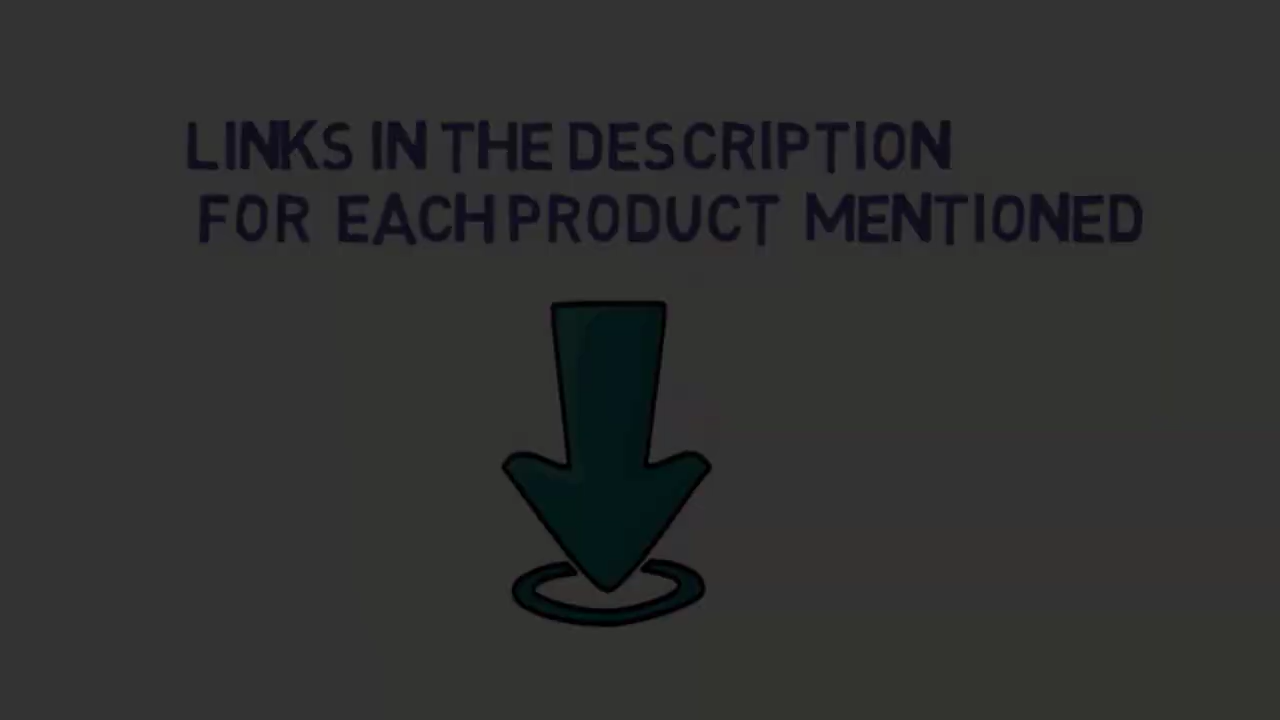 LINKS IN THE DESCRIPTION
FOR EACH PRODUCT MENTIONED